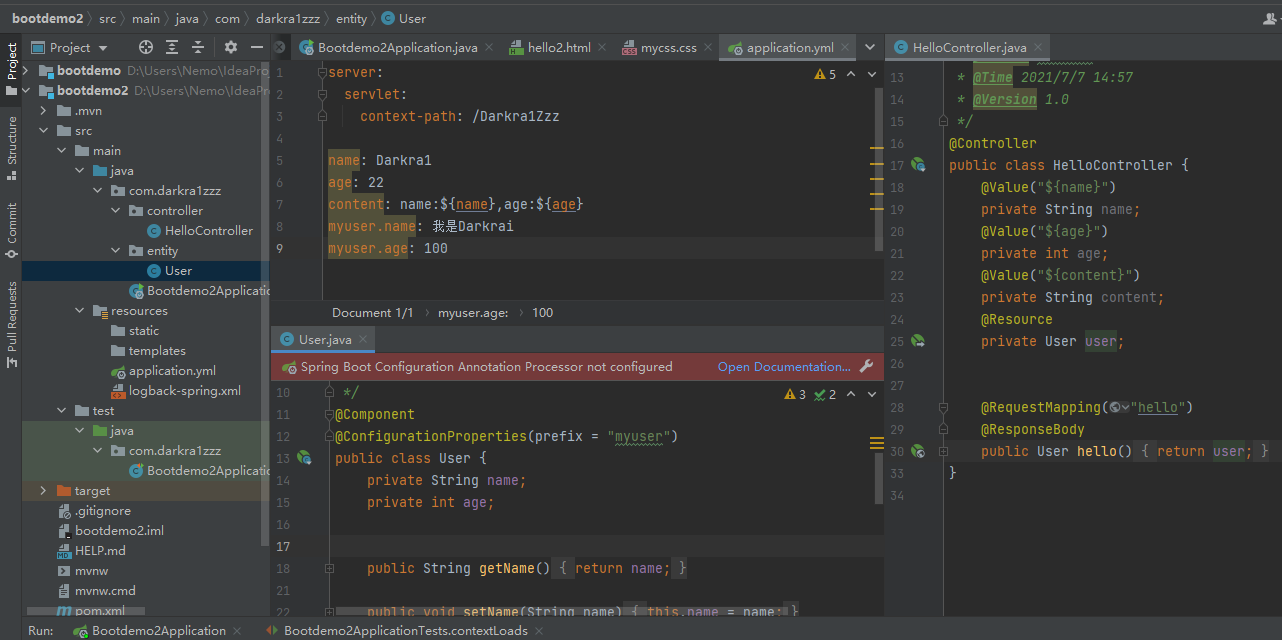 bootdemo2 src main java com darkra1zzz entity User
Project
Bootdemo2Application.java hello2.html mycss.css application.yml
HelloController.java
Project
Structure
Commit
Pull Requests
bootdemo D:\Users\Nemo\IdeaPro
bootdemo2 D:\Users\Nemo\IdeaPr
.mvn
src
main
java
com.darkra1zzz
controller
HelloController
entity
User
Bootdemo2Applicatio
resources
static
templates
application.yml
logback-spring.xml
test
java
com.darkra1zzz
Bootdemo2Applicatio
target
.gitignore
bootdemo2.iml
HELP.md
mvnw
mvnw.cmd
pom.xml
5
1 server:
2 servlet:
3 context-path: /Darkra1Zzz
4
5 name: Darkra1
6 age: 22
7 content: name:${name},age:${age}
8 myuser.name: 我是Darkrai
9 myuser.age: 100
Document 1/1 myuser.age: 100
User.java
Spring Boot Configuration Annotation Processor not configured Open Documentation...
3 2
10 */
11 @Component
12 @ConfigurationProperties(prefix = "myuser")
13 public class User {
14 private String name;
15 private int age;
16
17
18 public String getName() { return name; }
21
22 public void setName(String name) { this.name = name; }
13 * @Time 2021/7/7 14:57
14 * @Version 1.0
15 */
16 @Controller
17 public class HelloController {
18 @Value("${name}")
19 private String name;
20 @Value("${age}")
21 private int age;
22 @Value("${content}")
23 private String content;
24 @Resource
25 private User user;
26
27
28 @RequestMapping("hello")
29 @ResponseBody
30 public User hello() { return user; }
33 }
34
Run: Bootdemo2Application Bootdemo2ApplicationTests.contextLoads